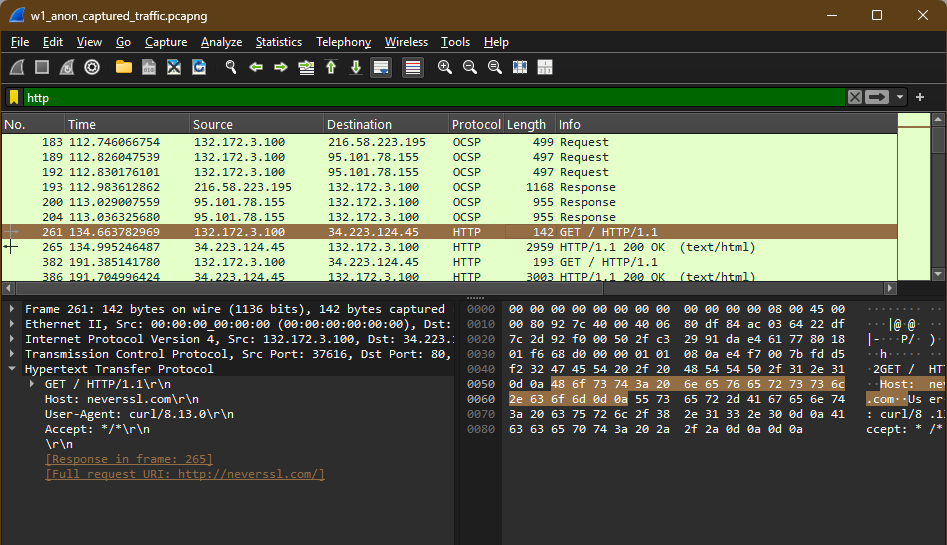 w1_anon_captured_traffic.pcapng
File Edit View Go Capture Analyze Statistics Telephony Wireless Tools Help
http
No. Time Source Destination Protocol Length Info
183 112.746066754 132.172.3.100 216.58.223.195 OCSP 499 Request
189 112.826047539 132.172.3.100 95.101.78.155 OCSP 497 Request
192 112.830176101 132.172.3.100 95.101.78.155 OCSP 497 Request
193 112.983612862 216.58.223.195 132.172.3.100 OCSP 1168 Response
200 113.029007559 95.101.78.155 132.172.3.100 OCSP 955 Response
204 113.036325680 95.101.78.155 132.172.3.100 OCSP 955 Response
261 134.663782969 132.172.3.100 34.223.124.45 HTTP 142 GET / HTTP/1.1
265 134.995246487 34.223.124.45 132.172.3.100 HTTP 2959 HTTP/1.1 200 OK (text/html)
382 191.385141780 132.172.3.100 34.223.124.45 HTTP 193 GET / HTTP/1.1
386 191.704996424 34.223.124.45 132.172.3.100 HTTP 3003 HTTP/1.1 200 OK (text/html)
Frame 261: 142 bytes on wire (1136 bits), 142 bytes captured
Ethernet II, Src: 00:00:00_00:00:00 (00:00:00:00:00:00), Dst:
Internet Protocol Version 4, Src: 132.172.3.100, Dst: 34.223.
Transmission Control Protocol, Src Port: 37616, Dst Port: 80,
Hypertext Transfer Protocol
GET / HTTP/1.1\r\n
Host: neverssl.com\r\n
User-Agent: curl/8.13.0\r\n
Accept: */*\r\n
\r\n
[Response in frame: 265]
[Full request URI: http://neverssl.com/]
0000 00 00 00 00 00 00 00 00 00 00 00 00 08 00 45 00 ········ ······E·
0010 00 80 92 7c 40 00 40 06 80 df 84 ac 03 64 22 df ···|@·@·
0020 7c 2d 92 f0 00 50 2f c3 29 91 da e4 61 77 80 18 |-···P/· )
0030 01 f6 68 d0 00 00 01 01 08 0a e4 f7 00 7b fd d5 ··h·····
0040 f2 32 47 45 54 20 2f 20 48 54 54 50 2f 31 2e 31 ·2GET / HT
0050 0d 0a 48 6f 73 74 3a 20 6e 65 76 65 72 73 73 6c ··Host: nev
0060 2e 63 6f 6d 0d 0a 55 73 65 72 2d 41 67 65 6e 74 .com··Us er-
0070 3a 20 63 75 72 6c 2f 38 2e 31 33 2e 30 0d 0a 41 : curl/8 .13
0080 63 63 65 70 74 3a 20 2a 2f 2a 0d 0a 0d 0a ccept: * /*